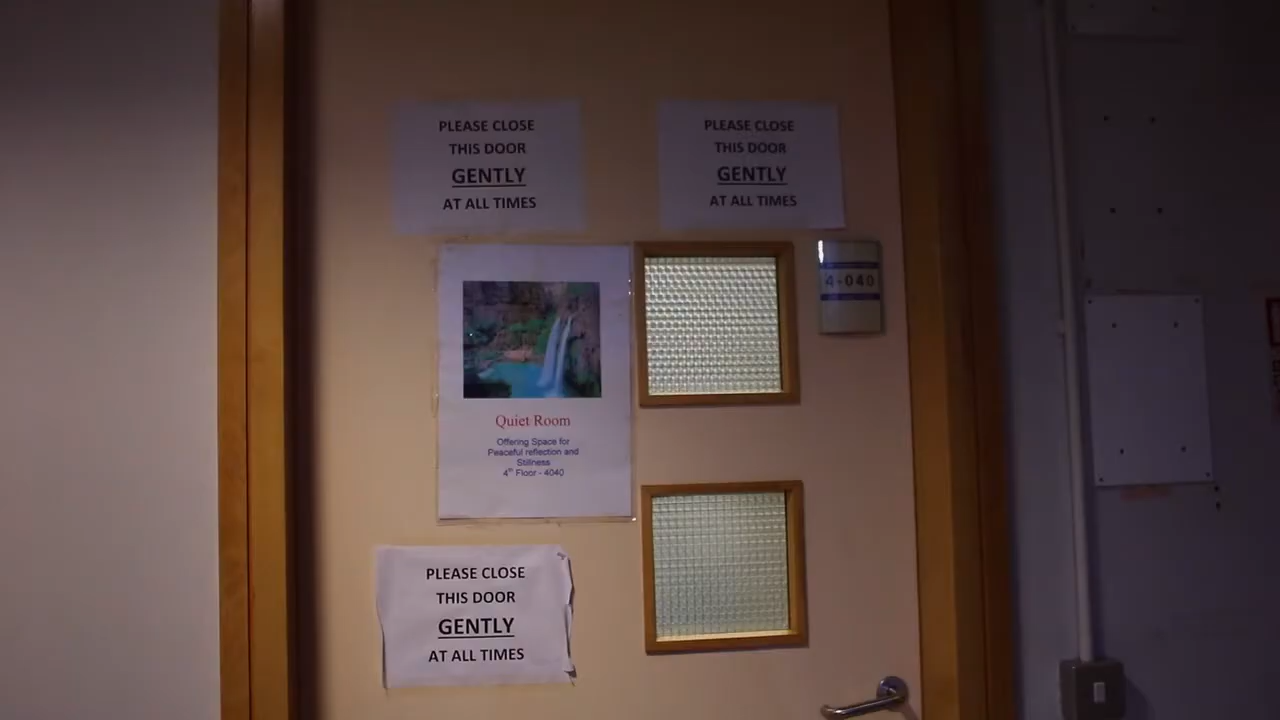 PLEASE CLOSE
THIS DOOR
GENTLY
AT ALL TIMES
PLEASE CLOSE
THIS DOOR
GENTLY
AT ALL TIMES
4-040
Quiet Room
Offering Space for
Peaceful reflection and
Stillness
4th Floor - 4040
PLEASE CLOSE
THIS DOOR
GENTLY
AT ALL TIMES